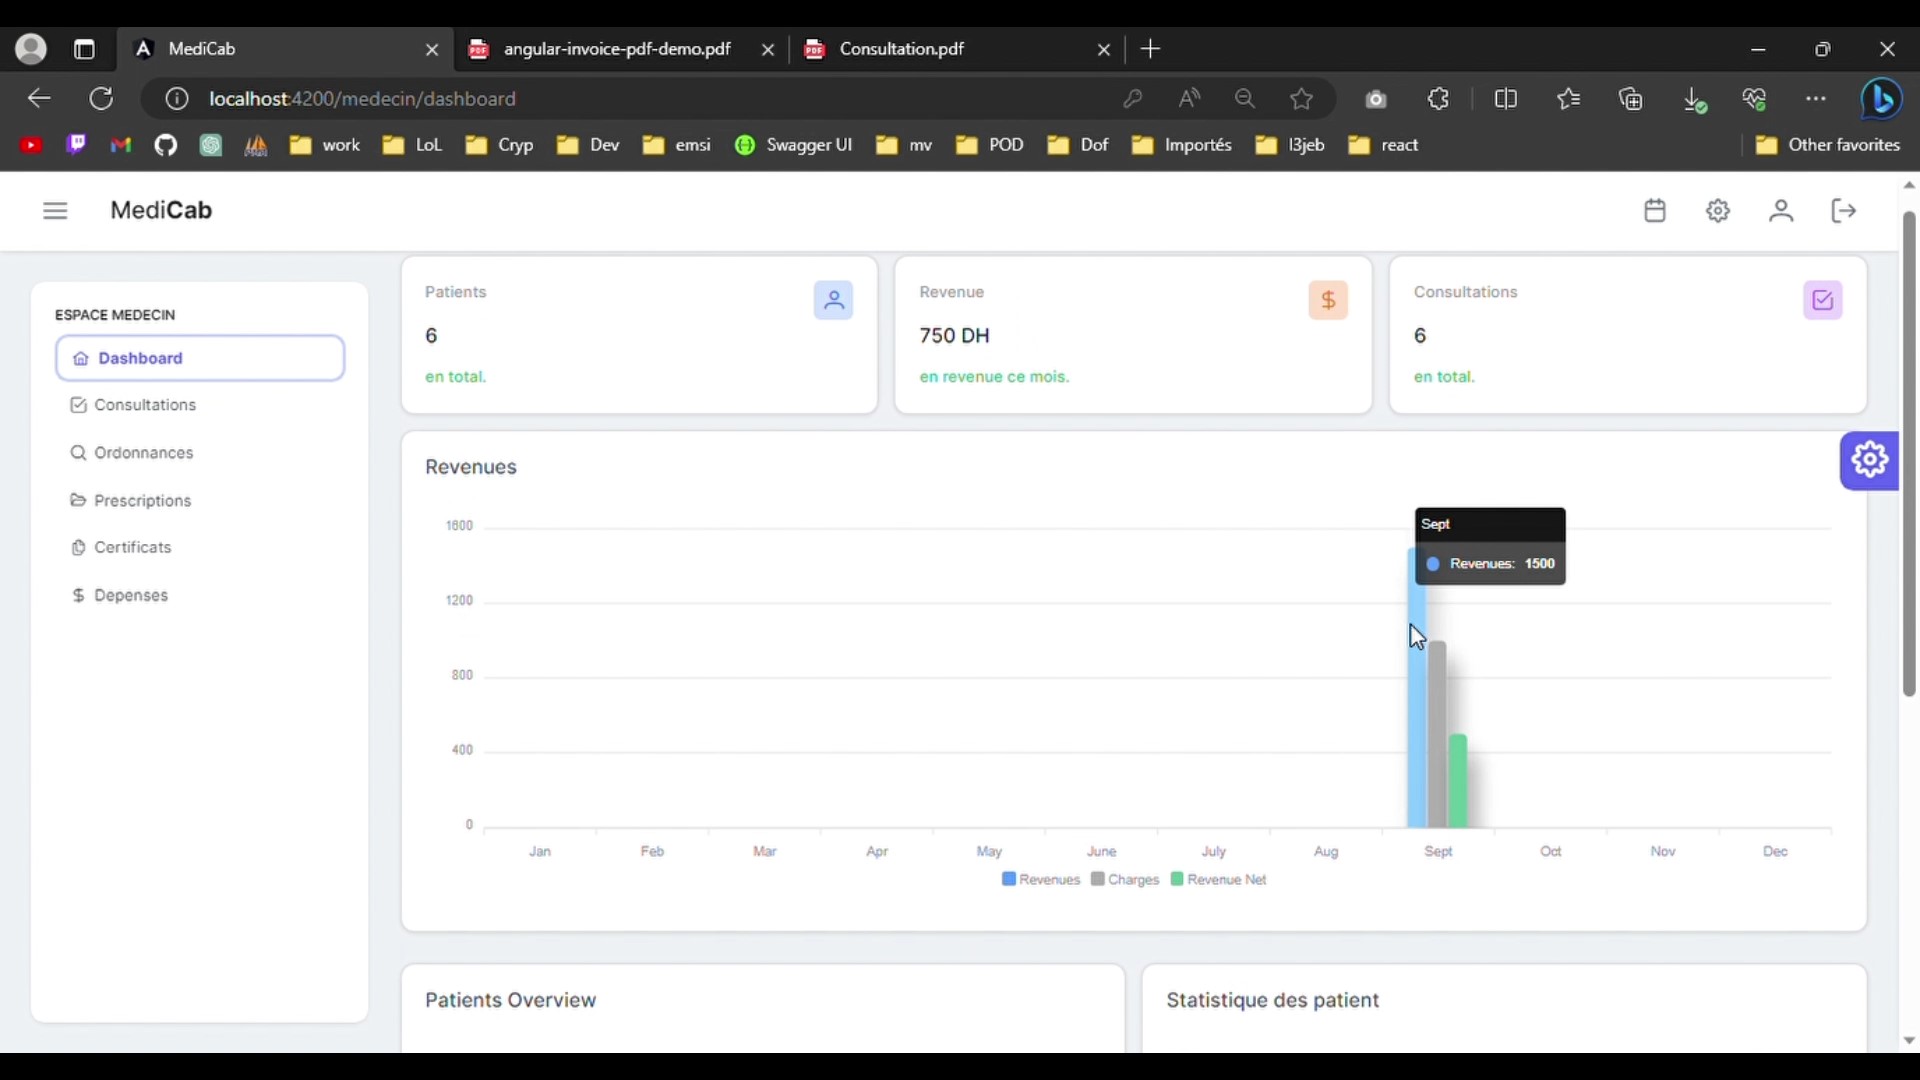 MediCab
angular-invoice-pdf-demo.pdf
Consultation.pdf
localhost:4200/medecin/dashboard
work
LoL
Cryp
Dev
emsi
Swagger UI
mv
POD
Dof
Importés
l3jeb
react
Other favorites
MediCab
ESPACE MEDECIN
Dashboard
Consultations
Ordonnances
Prescriptions
Certificats
Depenses
Patients
6
en total.
Revenue
750 DH
en revenue ce mois.
Consultations
6
en total.
Revenues
1600
1200
800
400
0
Sept
Revenues: 1500
Jan Feb Mar Apr May June July Aug Sept Oct Nov Dec
Revenues Charges Revenue Net
Patients Overview
Statistique des patient